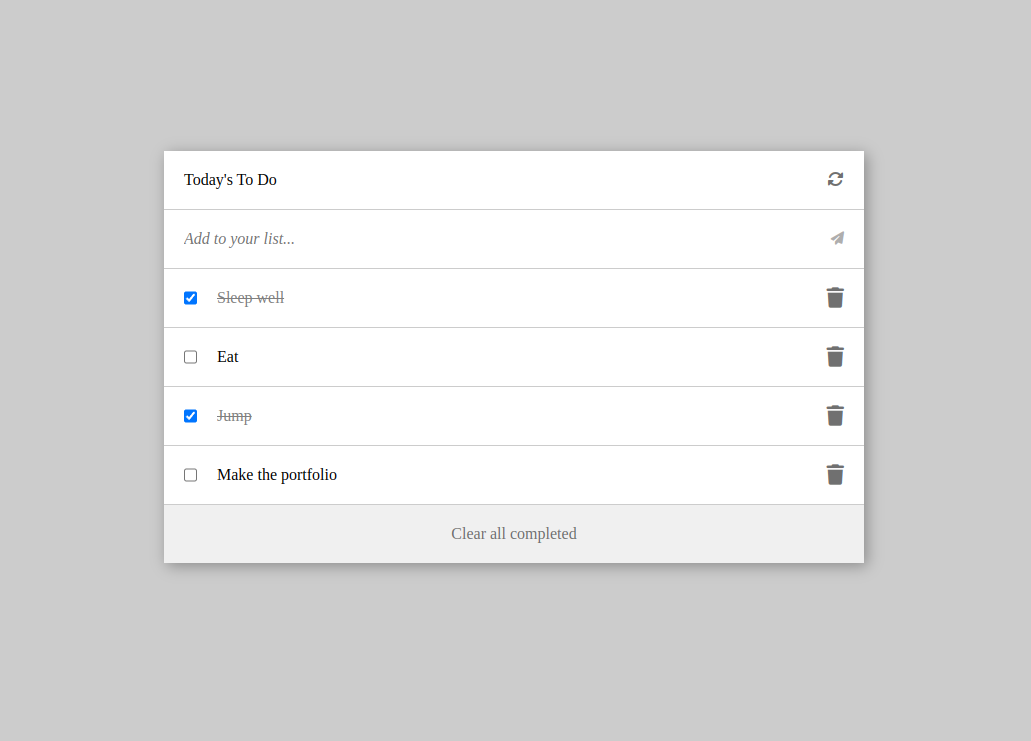 Today's To Do
Add to your list...
Sleep well
Eat
Jump
Make the portfolio
Clear all completed